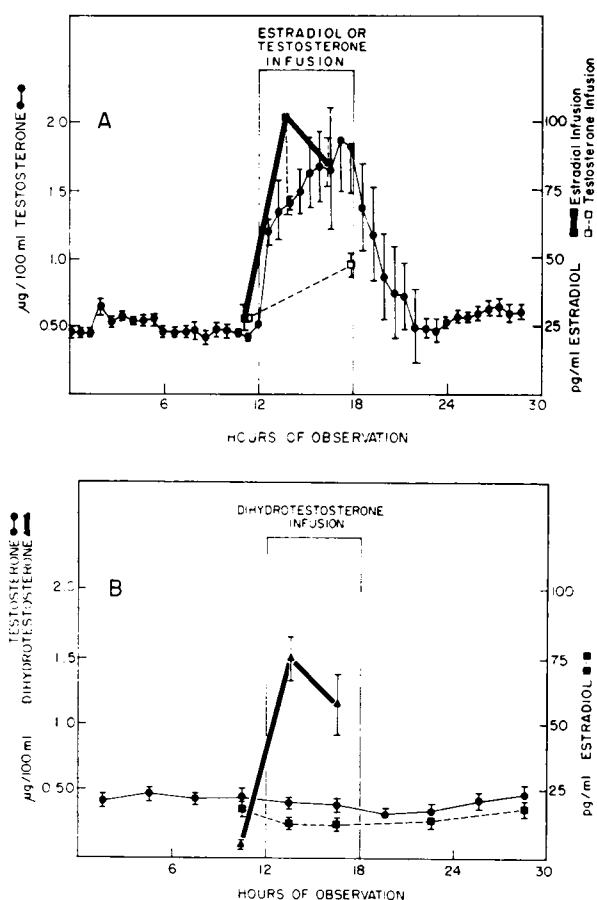 ESTRADIOL OR
TESTOSTERONE
INFUSION
A
µg/100 ml TESTOSTERONE
2.0
1.5
1.0
0.50
100
75
50
25
pg/ml ESTRADIOL
Estradiol Infusion
Testosterone Infusion
6
12
18
24
30
HOURS OF OBSERVATION
DIHYDROTESTOSTERONE
INFUSION
B
TESTOSTERONE
DIHYDROTESTOSTERONE
µg/100 ml
2.0
1.5
1.0
0.50
100
75
50
25
pg/ml ESTRADIOL
6
12
18
24
30
HOURS OF OBSERVATION